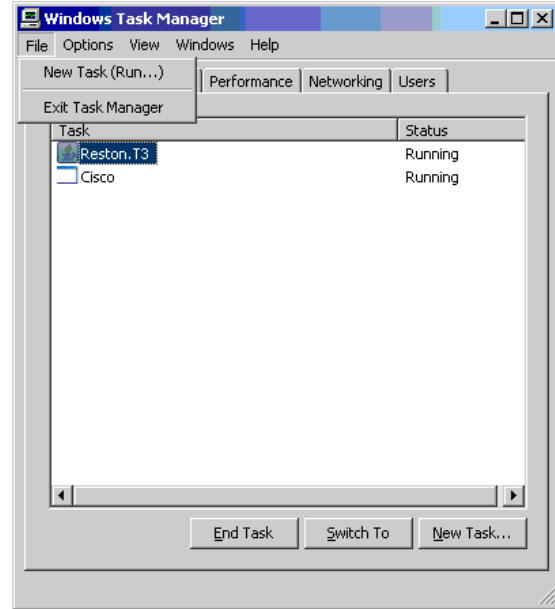 Windows Task Manager
File Options View Windows Help
New Task (Run...)
Exit Task Manager
Performance Networking Users
Task Status
Reston.T3 Running
Cisco Running
End Task Switch To New Task...